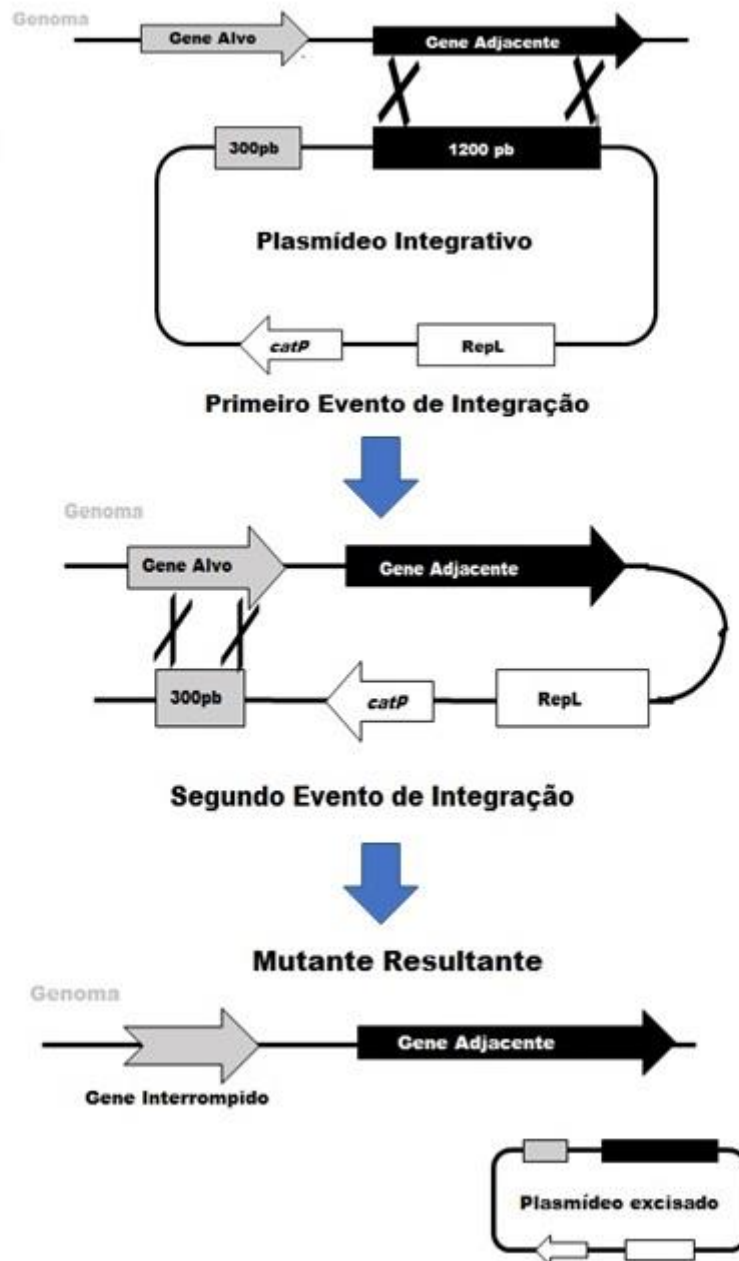 Genoma
Gene Alvo
Gene Adjacente
300pb
1200 pb
Plasmídeo Integrativo
catP
RepL
Primeiro Evento de Integração
Genoma
Gene Alvo
Gene Adjacente
300pb
catP
RepL
Segundo Evento de Integração
Mutante Resultante
Genoma
Gene Adjacente
Gene Interrompido
Plasmídeo excisado